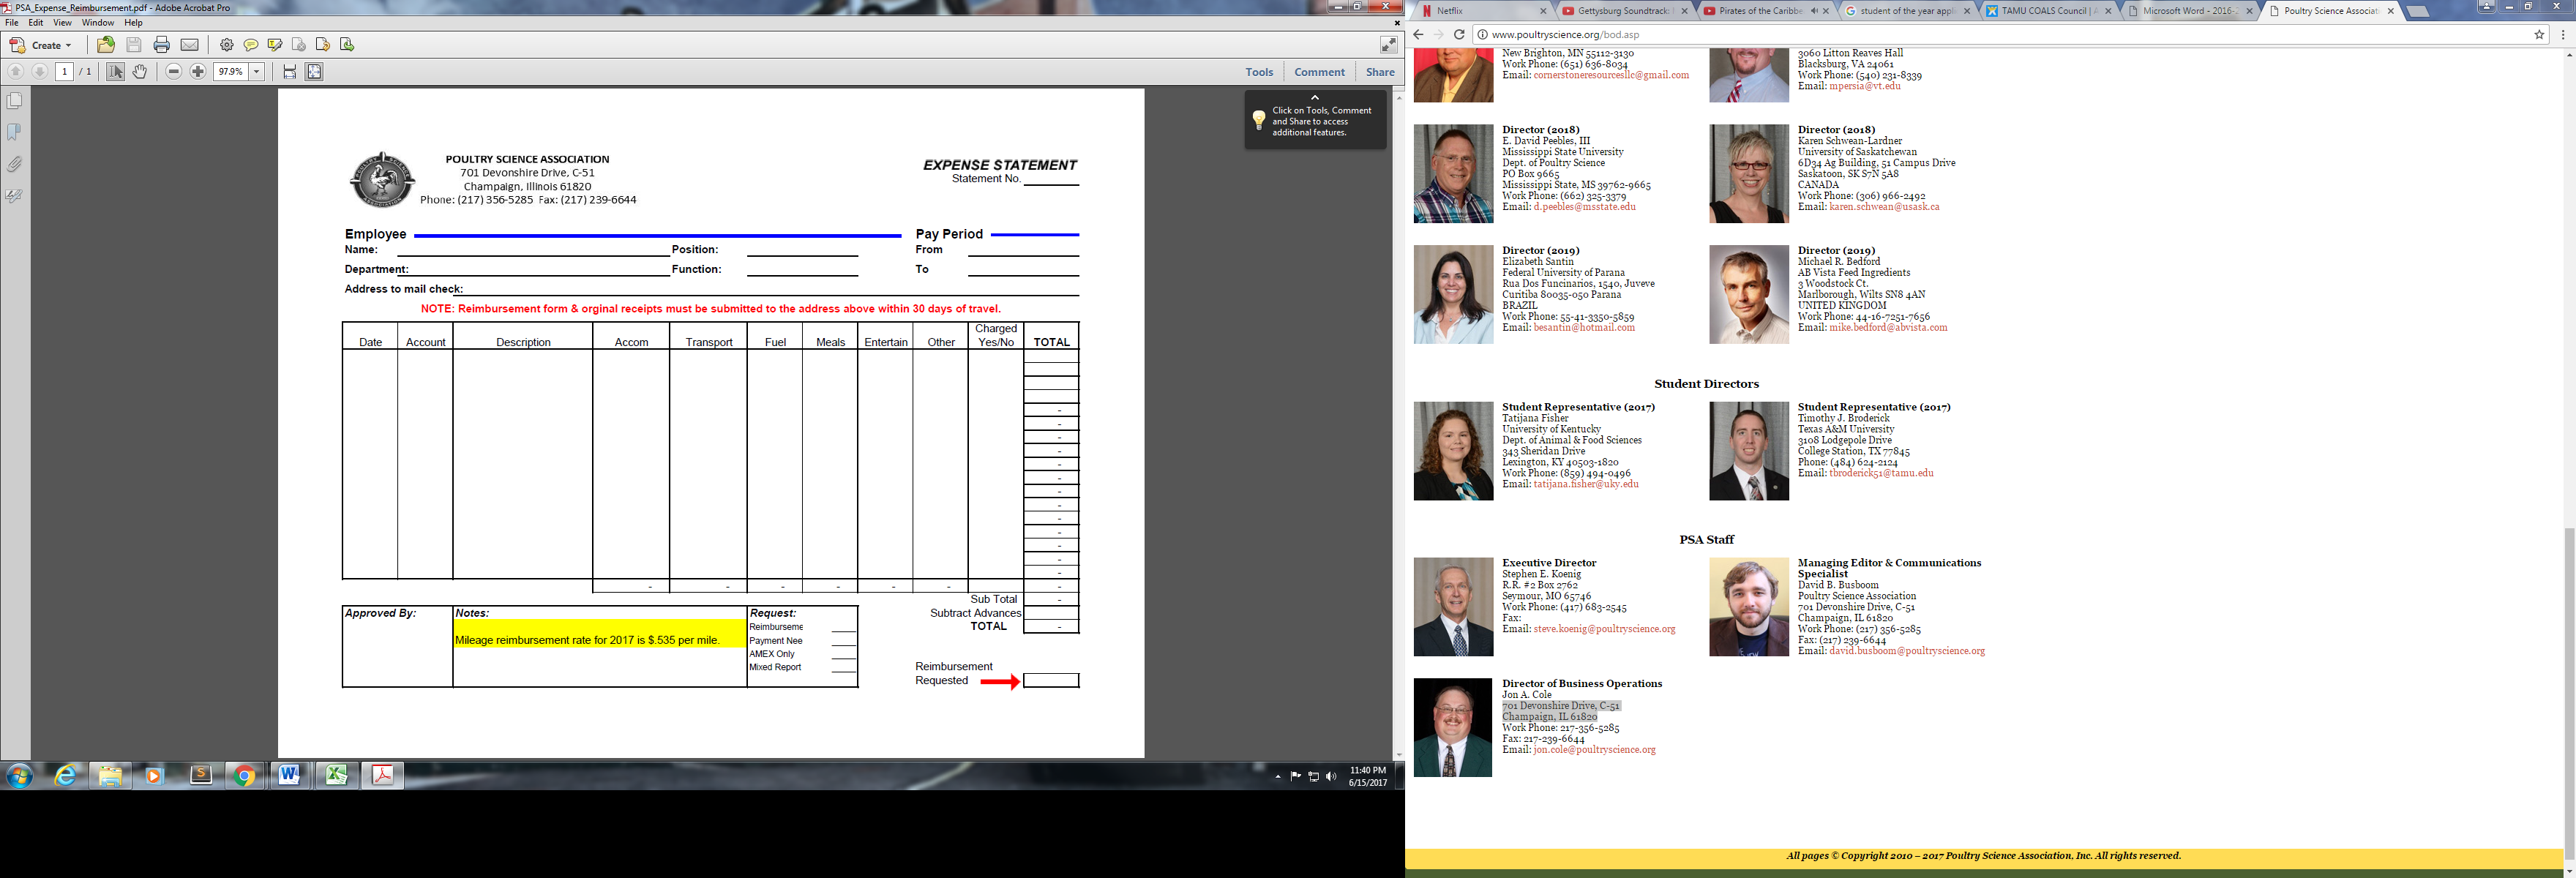 PSA_Expense_Reimbursement.pdf - Adobe Acrobat Pro
File Edit View Window Help
Create
1 / 1 97.9% Tools Comment Share
Click on Tools, Comment
and Share to access
additional features.
POULTRY SCIENCE ASSOCIATION
701 Devonshire Drive, C-51
Champaign, Illinois 61820
Phone: (217) 356-5285 Fax: (217) 239-6644
EXPENSE STATEMENT
Statement No.
Employee Pay Period
Name: Position: From
Department: Function: To
Address to mail check:
NOTE: Reimbursement form & orginal receipts must be submitted to the address above within 30 days of travel.
Date Account Description Accom Transport Fuel Meals Entertain Other Charged Yes/No TOTAL
-
-
-
-
-
-
-
-
-
-
-
-
-
- - - - - - -
Sub Total -
Subtract Advances
TOTAL -
Approved By: Notes: Request:
Mileage reimbursement rate for 2017 is $.535 per mile.
Reimburseme
Payment Nee
AMEX Only
Mixed Report
Reimbursement
Requested
11:40 PM
6/15/2017
Netflix
Gettysburg Soundtrack:
Pirates of the Caribbe
student of the year appl
TAMU COALS Council |
Microsoft Word - 2016-2
Poultry Science Associati
www.poultryscience.org/bod.asp
New Brighton, MN 55112-3130
Work Phone: (651) 636-8034
Email: cornerstoneresourcesllc@gmail.com
3060 Litton Reaves Hall
Blacksburg, VA 24061
Work Phone: (540) 231-8339
Email: mpersia@vt.edu
Director (2018)
E. David Peebles, III
Mississippi State University
Dept. of Poultry Science
PO Box 9665
Mississippi State, MS 39762-9665
Work Phone: (662) 325-3379
Email: d.peebles@msstate.edu
Director (2018)
Karen Schwean-Lardner
University of Saskatchewan
6D34 Ag Building, 51 Campus Drive
Saskatoon, SK S7N 5A8
CANADA
Work Phone: (306) 966-2492
Email: karen.schwean@usask.ca
Director (2019)
Elizabeth Santin
Federal University of Parana
Rua Dos Funcinarios, 1540, Juveve
Curitiba 80035-050 Parana
BRAZIL
Work Phone: 55-41-3350-5859
Email: besantin@hotmail.com
Director (2019)
Michael R. Bedford
AB Vista Feed Ingredients
3 Woodstock Ct.
Marlborough, Wilts SN8 4AN
UNITED KINGDOM
Work Phone: 44-16-7251-7656
Email: mike.bedford@abvista.com
Student Directors
Student Representative (2017)
Tatijana Fisher
University of Kentucky
Dept. of Animal & Food Sciences
343 Sheridan Drive
Lexington, KY 40503-1820
Work Phone: (859) 494-0496
Email: tatijana.fisher@uky.edu
Student Representative (2017)
Timothy J. Broderick
Texas A&M University
3108 Lodgepole Drive
College Station, TX 77845
Phone: (484) 624-2124
Email: tbroderick51@tamu.edu
PSA Staff
Executive Director
Stephen E. Koenig
R.R. #2 Box 2762
Seymour, MO 65746
Work Phone: (417) 683-2545
Fax:
Email: steve.koenig@poultryscience.org
Managing Editor & Communications
Specialist
David B. Busboom
Poultry Science Association
701 Devonshire Drive, C-51
Champaign, IL 61820
Work Phone: (217) 356-5285
Fax: (217) 239-6644
Email: david.busboom@poultryscience.org
Director of Business Operations
Jon A. Cole
701 Devonshire Drive, C-51
Champaign, IL 61820
Work Phone: 217-356-5285
Fax: 217-239-6644
Email: jon.cole@poultryscience.org
All pages © Copyright 2010 – 2017 Poultry Science Association, Inc. All rights reserved.